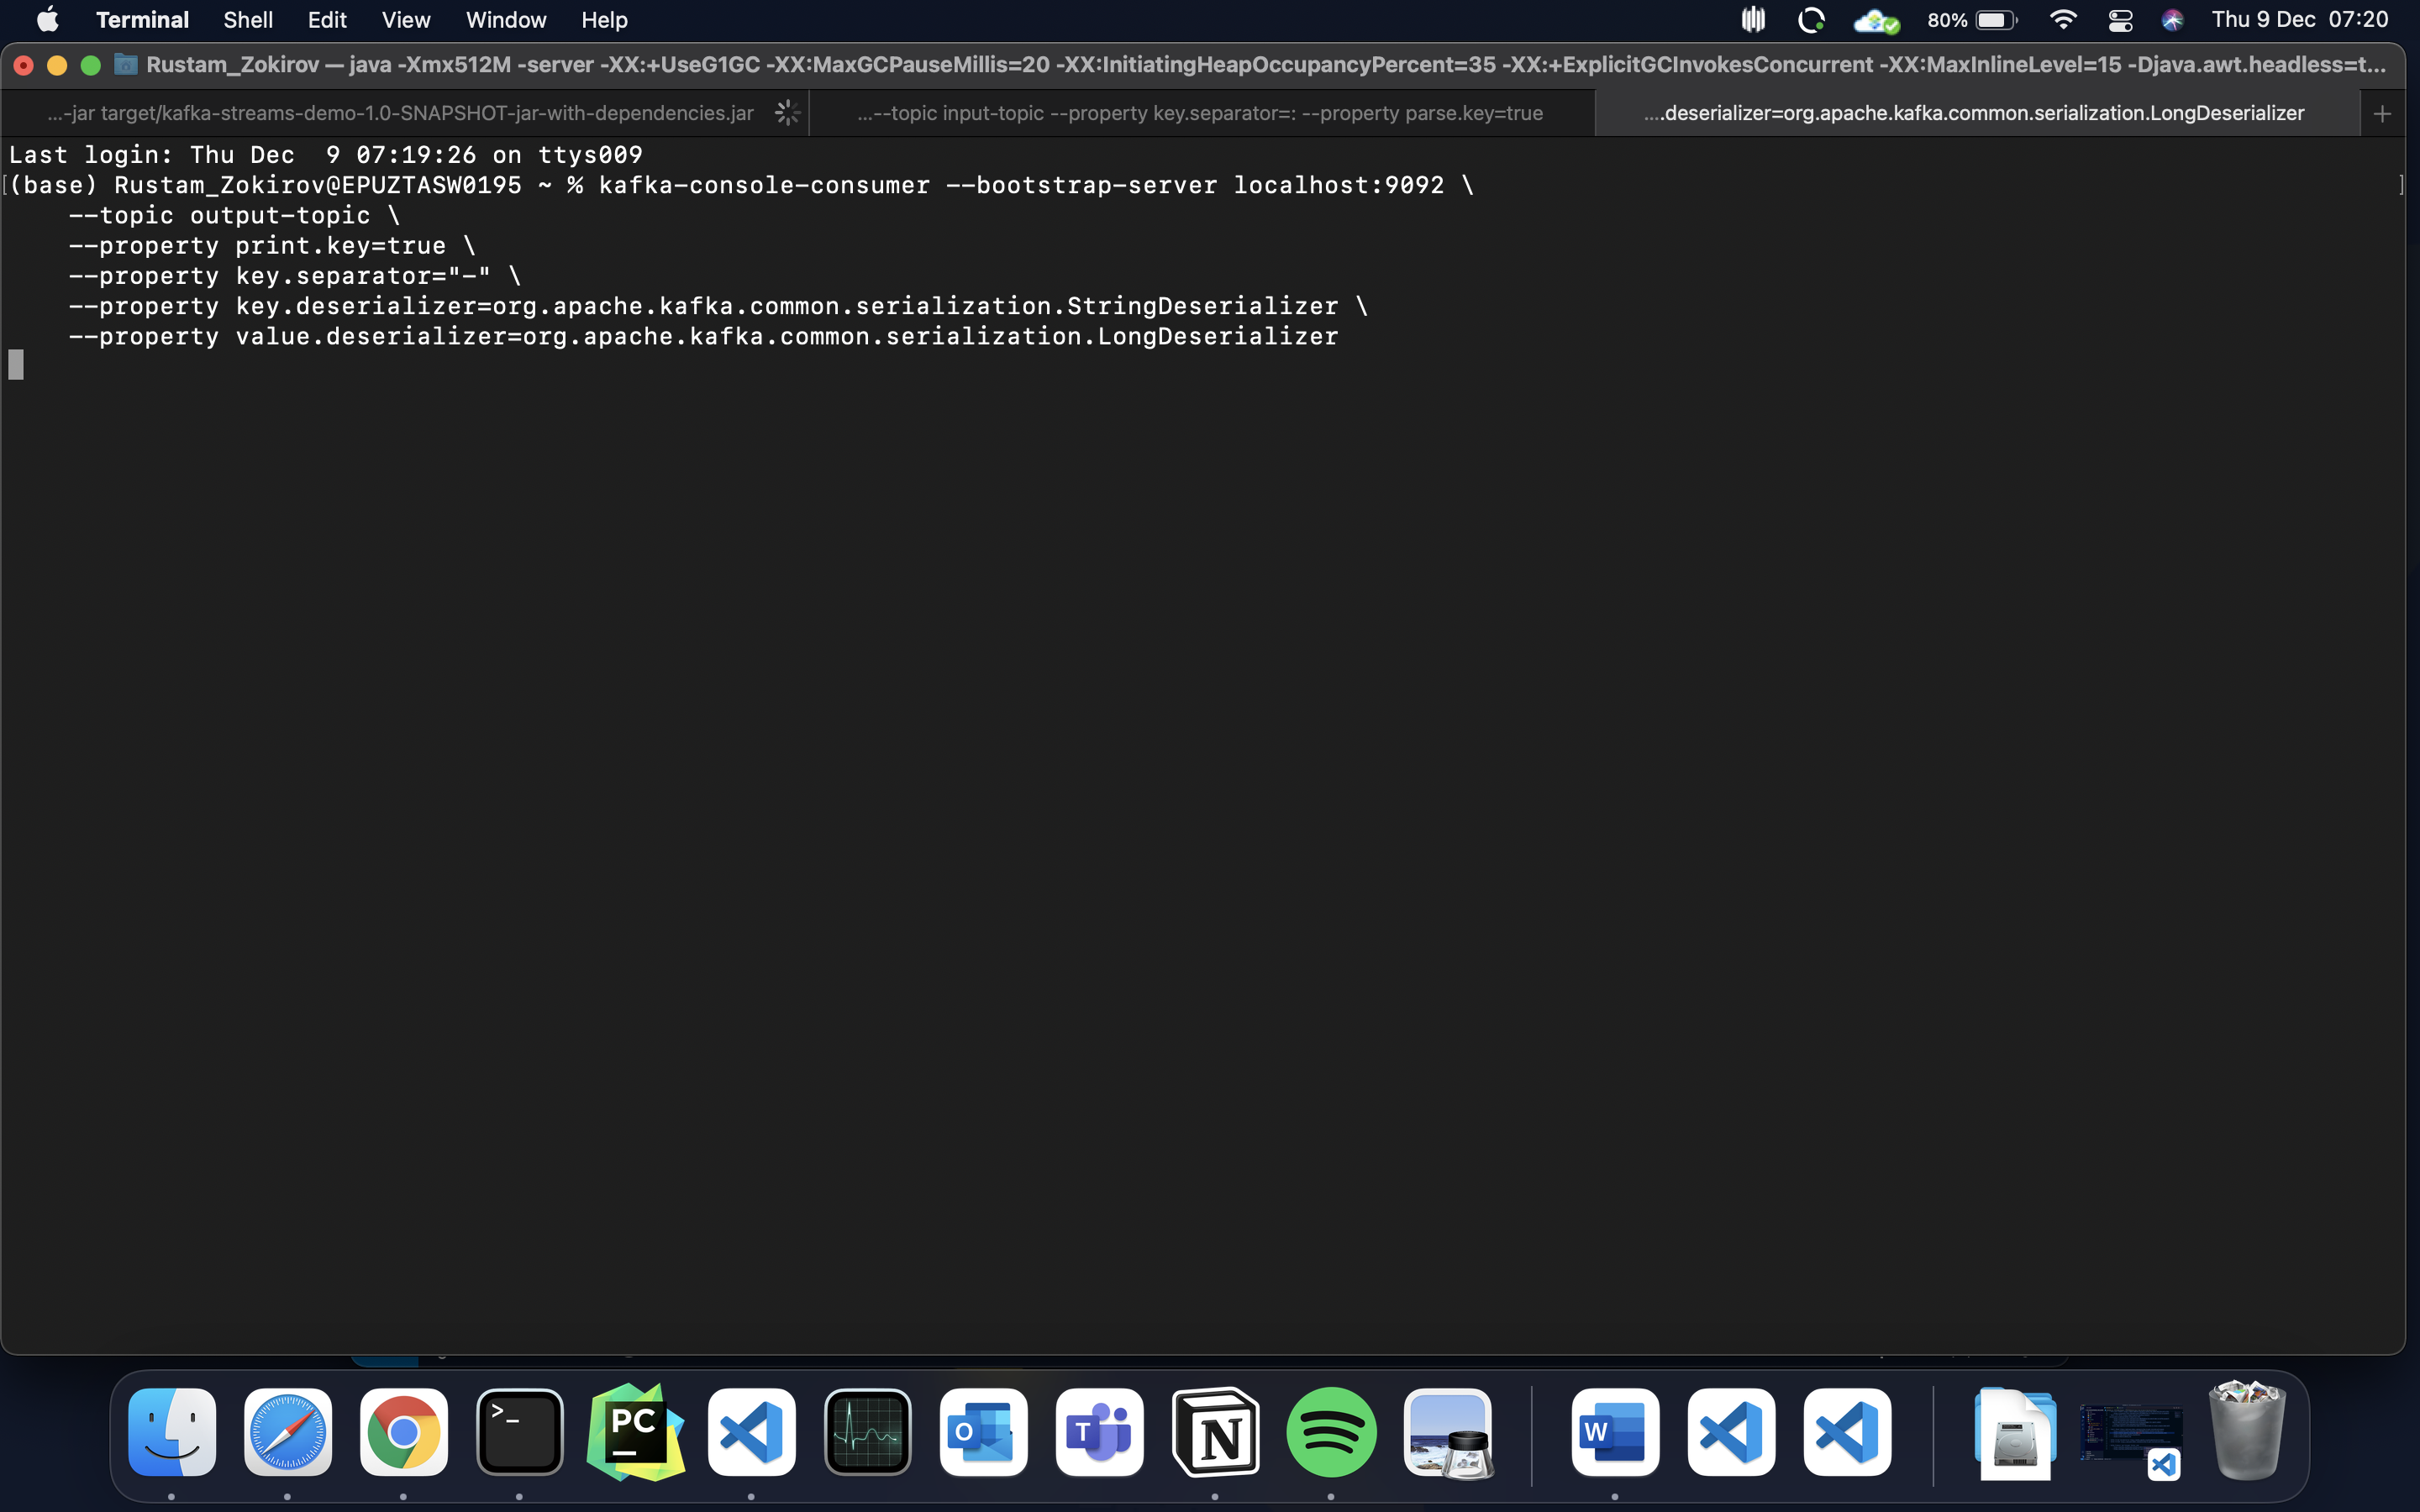 Terminal Shell Edit View Window Help 80% Thu 9 Dec 07:20
Rustam_Zokirov — java -Xmx512M -server -XX:+UseG1GC -XX:MaxGCPauseMillis=20 -XX:InitiatingHeapOccupancyPercent=35 -XX:+ExplicitGCInvokesConcurrent -XX:MaxInlineLevel=15 -Djava.awt.headless=t...
...-jar target/kafka-streams-demo-1.0-SNAPSHOT-jar-with-dependencies.jar ...--topic input-topic --property key.separator=: --property parse.key=true ....deserializer=org.apache.kafka.common.serialization.LongDeserializer +
Last login: Thu Dec  9 07:19:26 on ttys009
[(base) Rustam_Zokirov@EPUZTASW0195 ~ % kafka-console-consumer --bootstrap-server localhost:9092 \ ]
    --topic output-topic \
    --property print.key=true \
    --property key.separator="-" \
    --property key.deserializer=org.apache.kafka.common.serialization.StringDeserializer \
    --property value.deserializer=org.apache.kafka.common.serialization.LongDeserializer
>_ PC O T N W